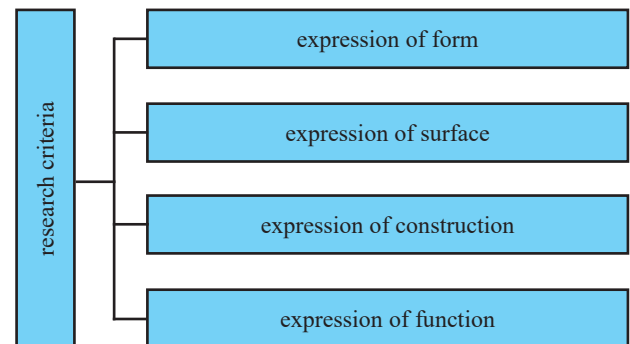 research criteria
expression of form
expression of surface
expression of construction
expression of function